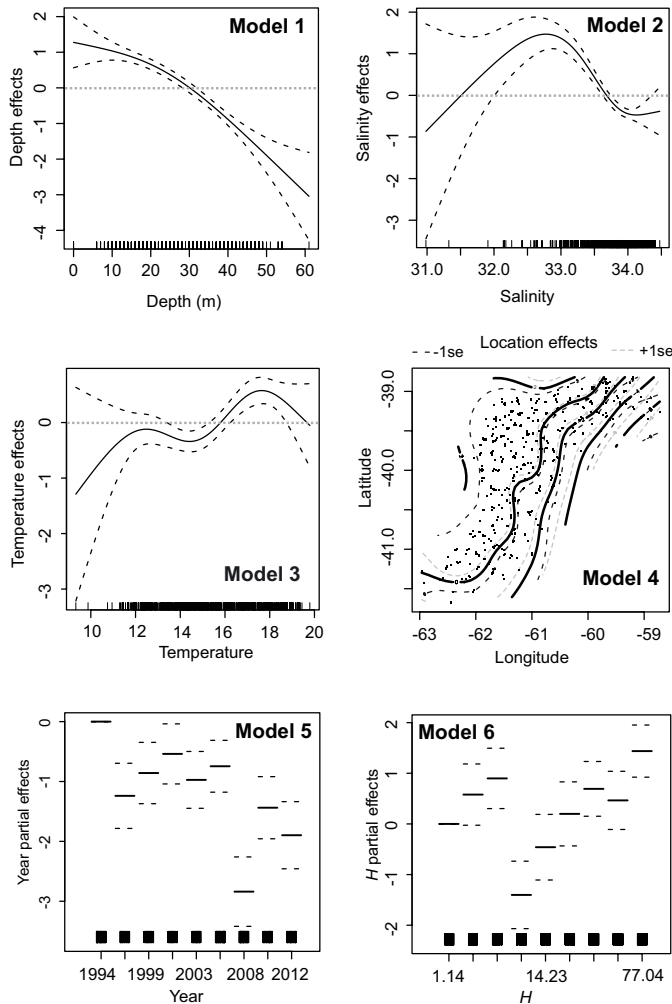 Model 1
Depth effects
2
1
0
-1
-2
-3
-4
0 10 20 30 40 50 60
Depth (m)
Model 2
Salinity effects
2
1
0
-1
-2
-3
31.0 32.0 33.0 34.0
Salinity
Model 3
Temperature effects
0
1
-3
10 12 14 16 18 20
Temperature
Location effects
-1se
+1se
Model 4
Latitude
-39.0
-40.0
-41.0
-63 -62 -61 -60 -59
Longitude
Model 5
Year partial effects
0
-1
-2
-3
1994 1999 2003 2008 2012
Year
Model 6
H partial effects
2
1
0
-1
-2
1.14 14.23 77.04
H